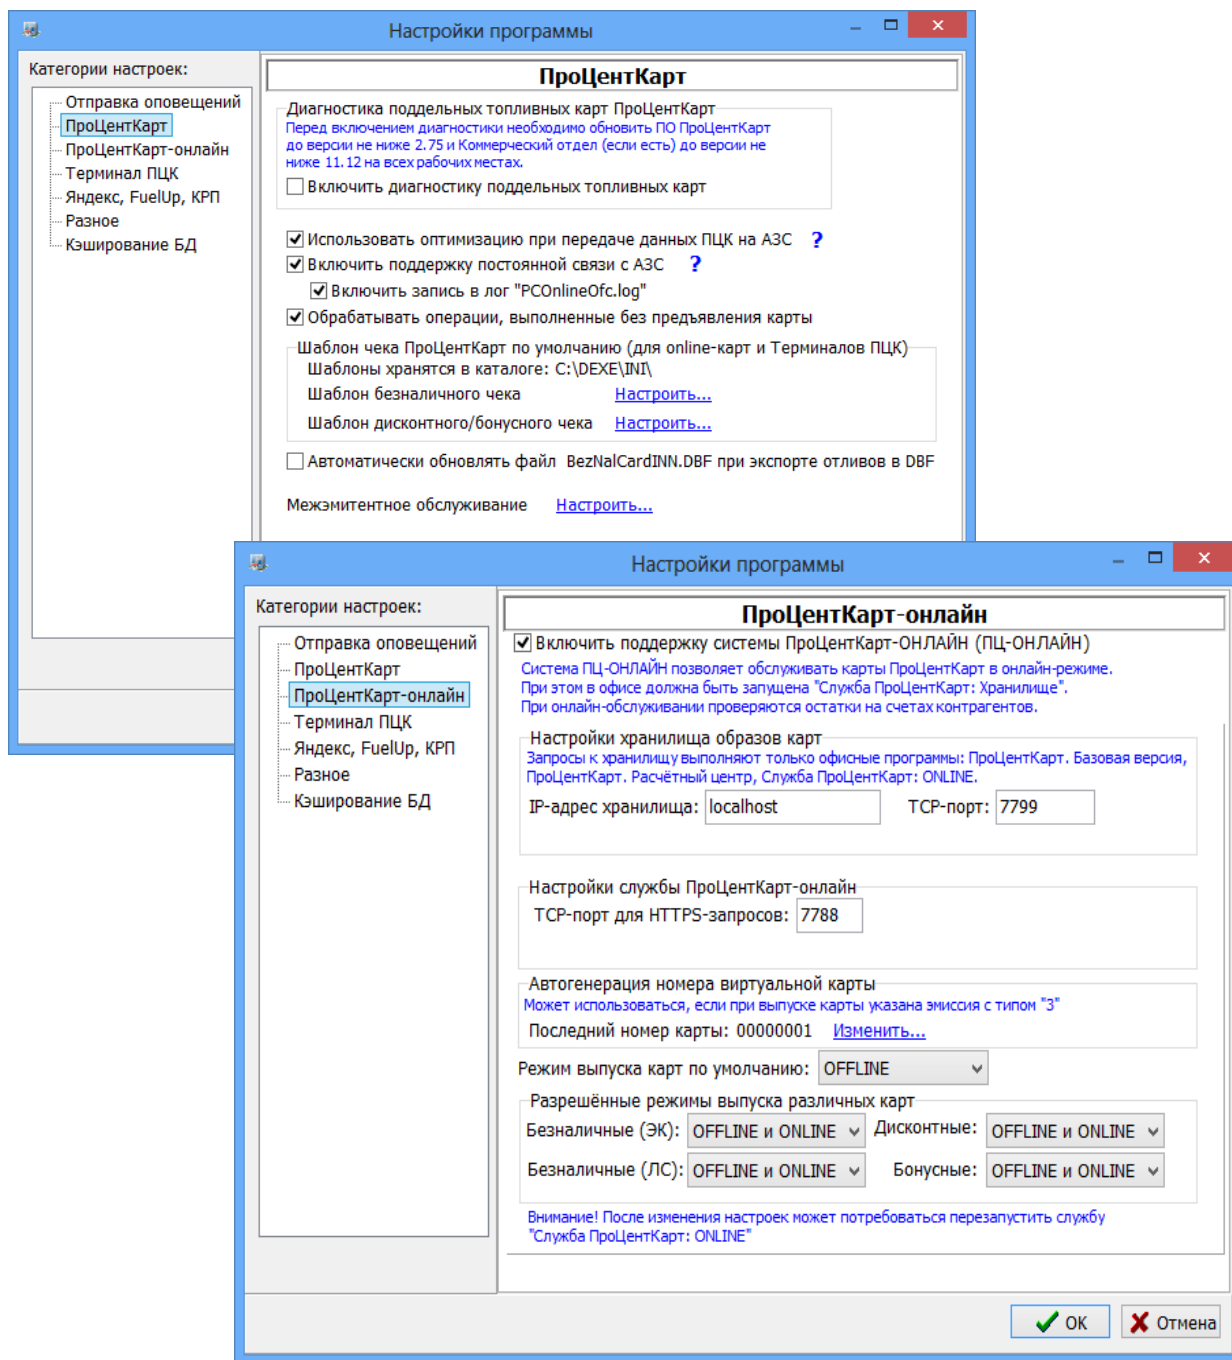 Настройки программы
Категории настроек:
Отправка оповещений
ПроЦентКарт
ПроЦентКарт-онлайн
Терминал ПЦК
Яндекс, FuelUp, КРП
Разное
Кэширование БД
ПроЦентКарт
Диагностика поддельных топливных карт ПроЦентКарт
Перед включением диагностики необходимо обновить ПО ПроЦентКарт
до версии не ниже 2.75 и Коммерческий отдел (если есть) до версии не
ниже 11.12 на всех рабочих местах.
Включить диагностику поддельных топливных карт
Использовать оптимизацию при передаче данных ПЦК на АЗС ?
Включить поддержку постоянной связи с АЗС ?
Включить запись в лог "PCOnlineOfc.log"
Обрабатывать операции, выполненные без предъявления карты
Шаблон чека ПроЦентКарт по умолчанию (для online-карт и Терминалов ПЦК)
Шаблоны хранятся в каталоге: C:\DEXE\INI\
Шаблон безналичного чека Настроить...
Шаблон дисконтного/бонусного чека Настроить...
Автоматически обновлять файл BezNalCardINN.DBF при экспорте отливов в DBF
Межэмитентное обслуживание Настроить...
Настройки программы
Категории настроек:
Отправка оповещений
ПроЦентКарт
ПроЦентКарт-онлайн
Терминал ПЦК
Яндекс, FuelUp, КРП
Разное
Кэширование БД
ПроЦентКарт-онлайн
Включить поддержку системы ПроЦентКарт-ОНЛАЙН (ПЦ-ОНЛАЙН)
Система ПЦ-ОНЛАЙН позволяет обслуживать карты ПроЦентКарт в онлайн-режиме.
При этом в офисе должна быть запущена "Служба ПроЦентКарт: Хранилище".
При онлайн-обслуживании проверяются остатки на счетах контрагентов.
Настройки хранилища образов карт
Запросы к хранилищу выполняют только офисные программы: ПроЦентКарт. Базовая версия,
ПроЦентКарт. Расчётный центр, Служба ПроЦентКарт: ONLINE.
IP-адрес хранилища: localhost TCP-порт: 7799
Настройки службы ПроЦентКарт-онлайн
TCP-порт для HTTPS-запросов: 7788
Автогенерация номера виртуальной карты
Может использоваться, если при выпуске карты указана эмиссия с типом "3"
Последний номер карты: 00000001 Изменить...
Режим выпуска карт по умолчанию: OFFLINE
Разрешённые режимы выпуска различных карт
Безналичные (ЭК): OFFLINE и ONLINE Дисконтные: OFFLINE и ONLINE
Безналичные (ЛС): OFFLINE и ONLINE Бонусные: OFFLINE и ONLINE
Внимание! После изменения настроек может потребоваться перезапустить службу
"Служба ПроЦентКарт: ONLINE"
OK Отмена